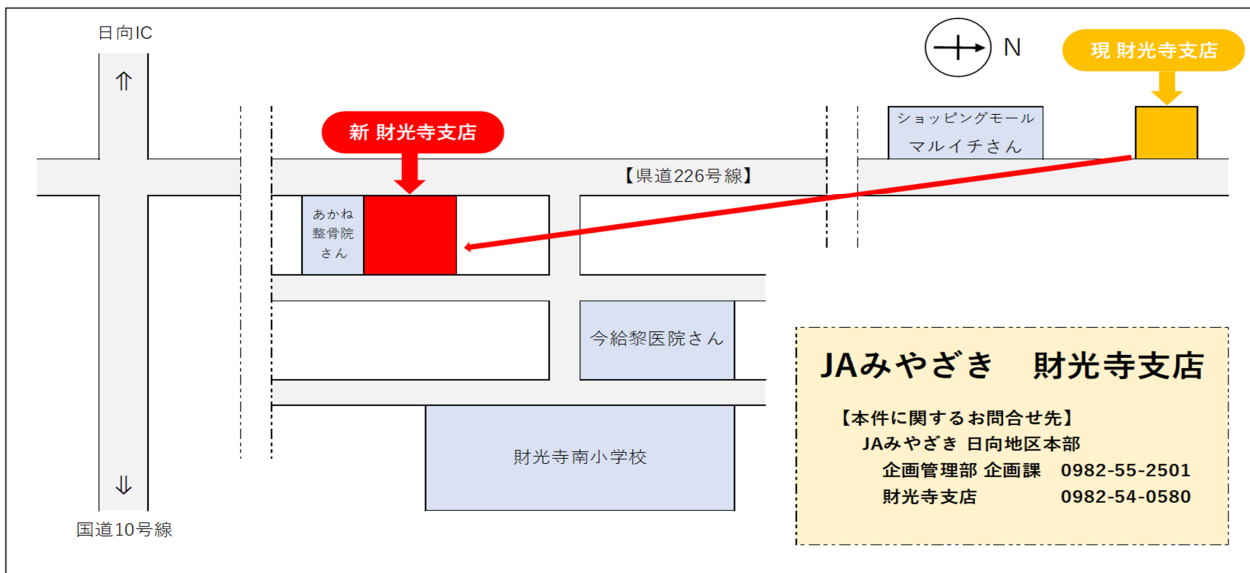 日向IC
⇑
N
現 財光寺支店
新 財光寺支店
ショッピングモール
マルイチさん
【県道226号線】
あかね
整骨院
さん
今給黎医院さん
財光寺南小学校
⇓
国道10号線
JAみやざき 財光寺支店
【本件に関するお問合せ先】
JAみやざき 日向地区本部
企画管理部 企画課 0982-55-2501
財光寺支店 0982-54-0580